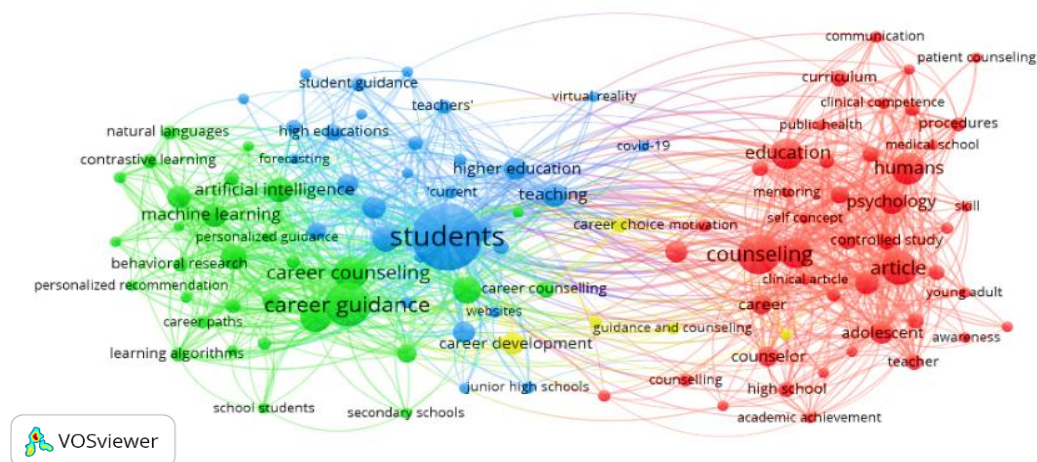 communication
patient counseling
student guidance
curriculum
teachers'
virtual reality
clinical competence
natural languages
high educations
public health
procedures
covid-19
medical school
contrastive learning
forecasting
higher education
education
humans
artificial intelligence
'current
teaching
mentoring
psychology
skill
machine learning
career choice motivation
self concept
personalized guidance
students
controlled study
counseling
behavioral research
career counseling
article
clinical article
personalized recommendation
career counselling
young adult
career guidance
career
websites
career paths
guidance and counseling
adolescent
awareness
career development
learning algorithms
counselor
teacher
junior high schools
counselling
high school
school students
secondary schools
academic achievement
VOSviewer